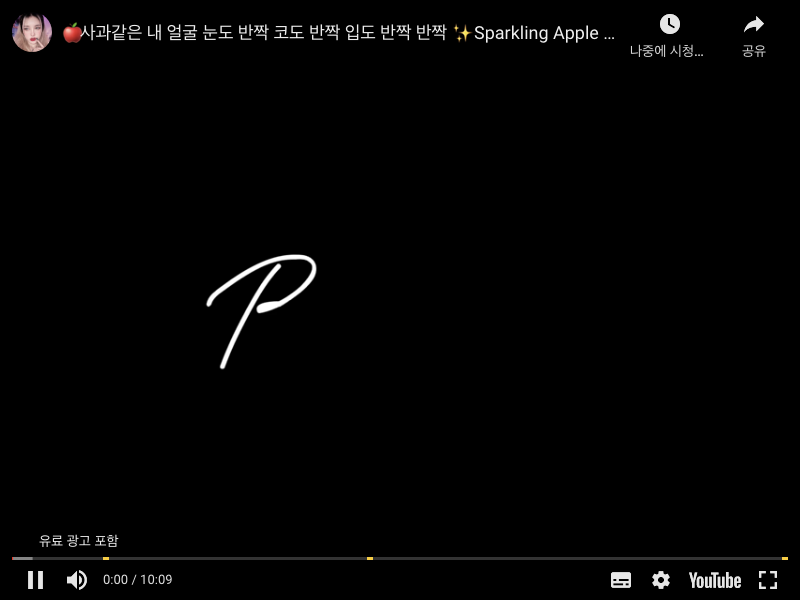 🍎사과같은 내 얼굴 눈도 반짝 코도 반짝 입도 반짝 반짝 ✨Sparkling Apple ...
나중에 시청...
공유
P
유료 광고 포함
0:00 / 10:09
YouTube